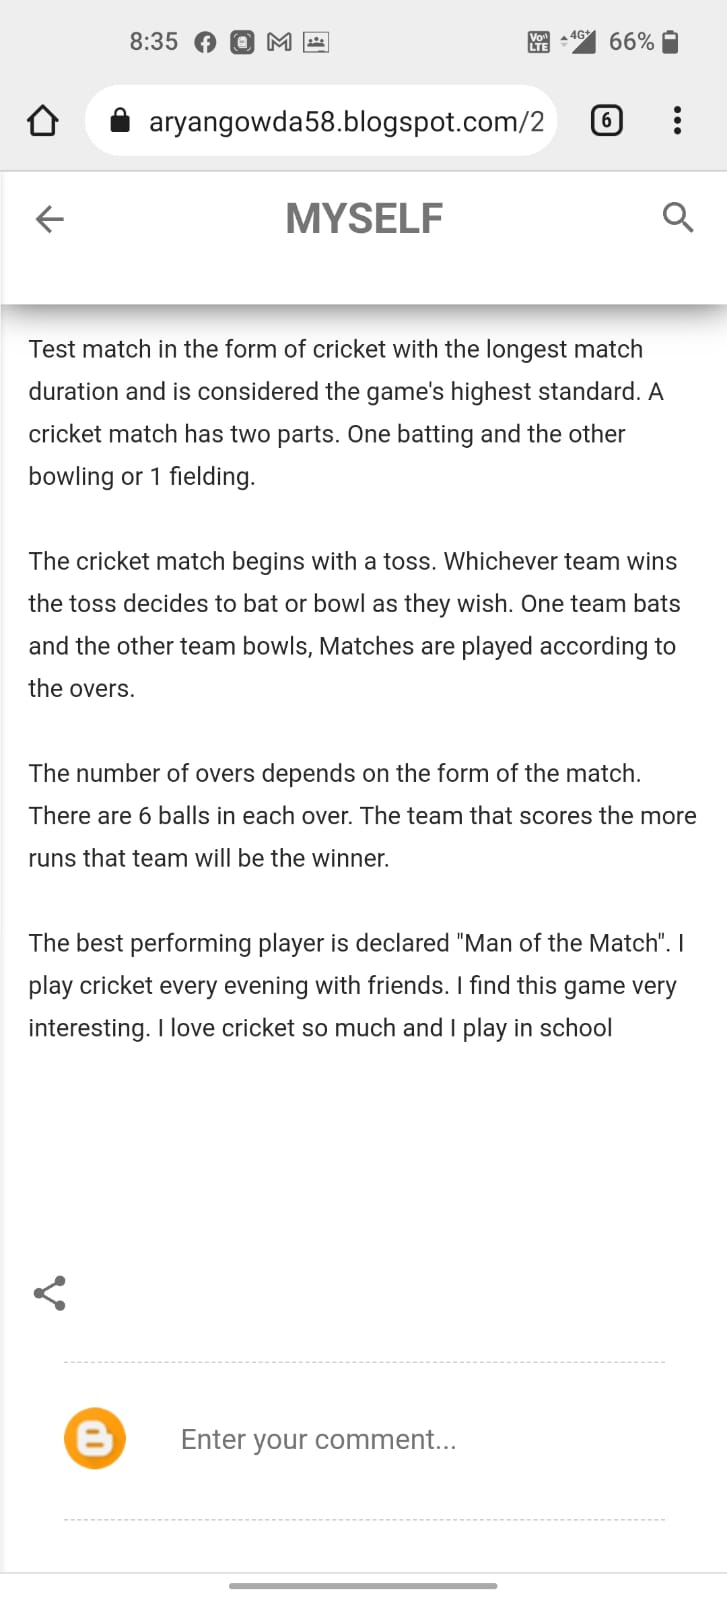 8:35
Vo))
LTE
4G+
66%
aryangowda58.blogspot.com/2
6
MYSELF
Test match in the form of cricket with the longest match
duration and is considered the game's highest standard. A
cricket match has two parts. One batting and the other
bowling or 1 fielding.
The cricket match begins with a toss. Whichever team wins
the toss decides to bat or bowl as they wish. One team bats
and the other team bowls, Matches are played according to
the overs.
The number of overs depends on the form of the match.
There are 6 balls in each over. The team that scores the more
runs that team will be the winner.
The best performing player is declared "Man of the Match". I
play cricket every evening with friends. I find this game very
interesting. I love cricket so much and I play in school
Enter your comment...